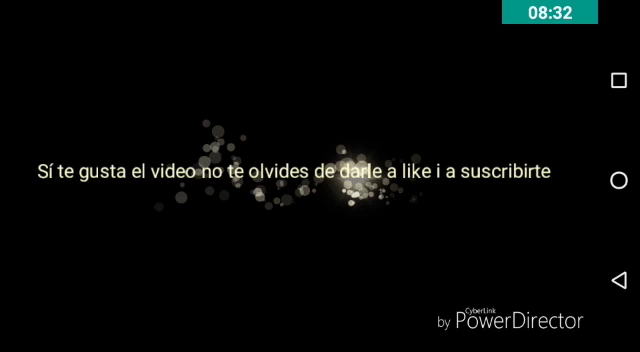 08:32
Sí te gusta el video no te olvides de darle a like i a suscribirte
CyberLink
by PowerDirector